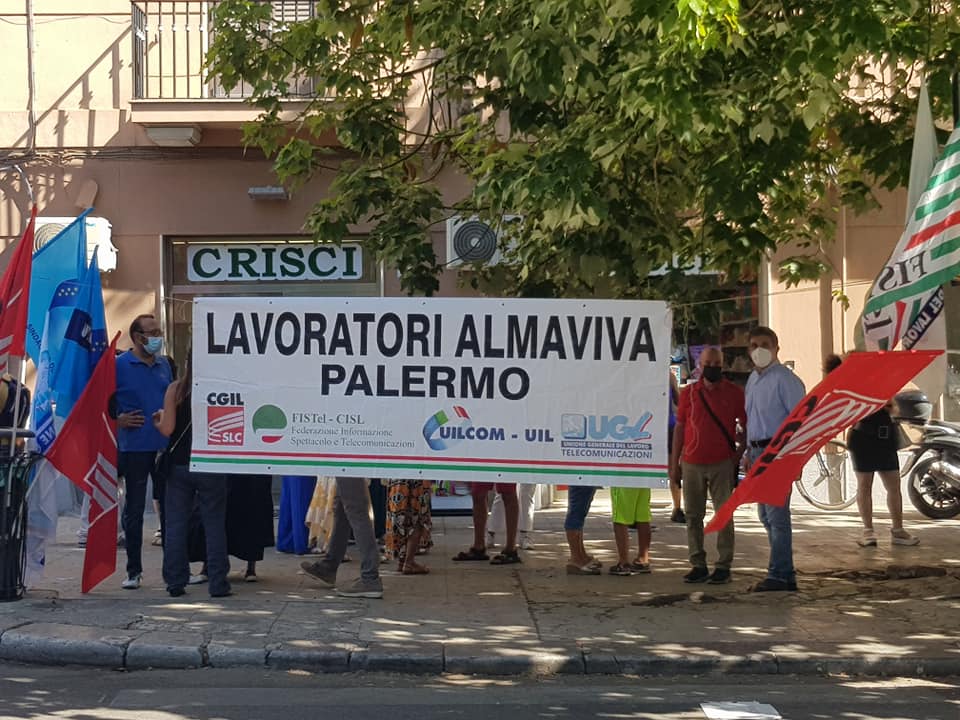 CRISCI
LAVORATORI ALMAVIVA
PALERMO
CGIL
SLC
FISTel - CISL
Federazione Informazione
Spettacolo e Telecomunicazioni
UILCOM - UIL
UGL
UNIONE GENERALE DEL LAVORO
TELECOMUNICAZIONI
FIS